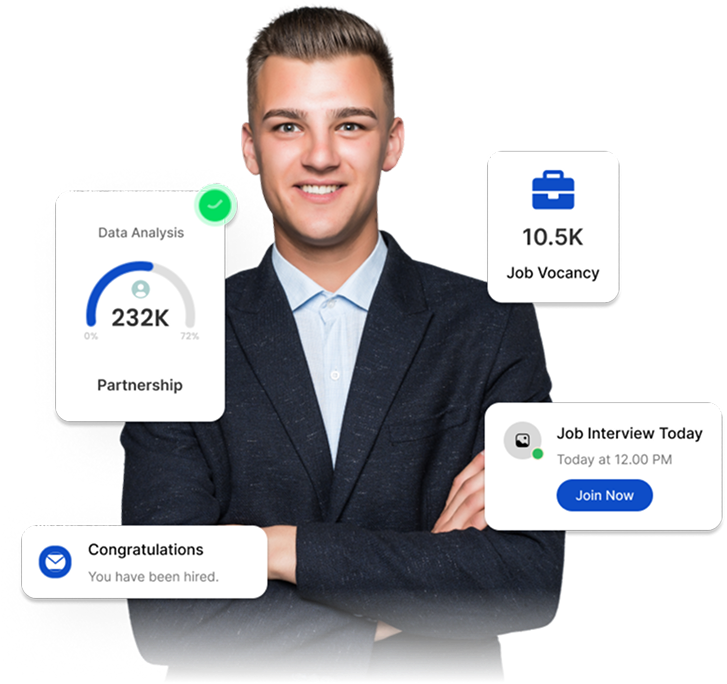 Data Analysis
232K
0%
72%
Partnership
10.5K
Job Vocancy
Job Interview Today
Today at 12.00 PM
Join Now
Congratulations
You have been hired.